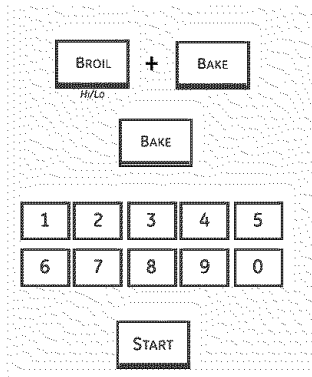 BROIL + BAKE
Hi/Lo
BAKE
1 2 3 4 5
6 7 8 9 0
START